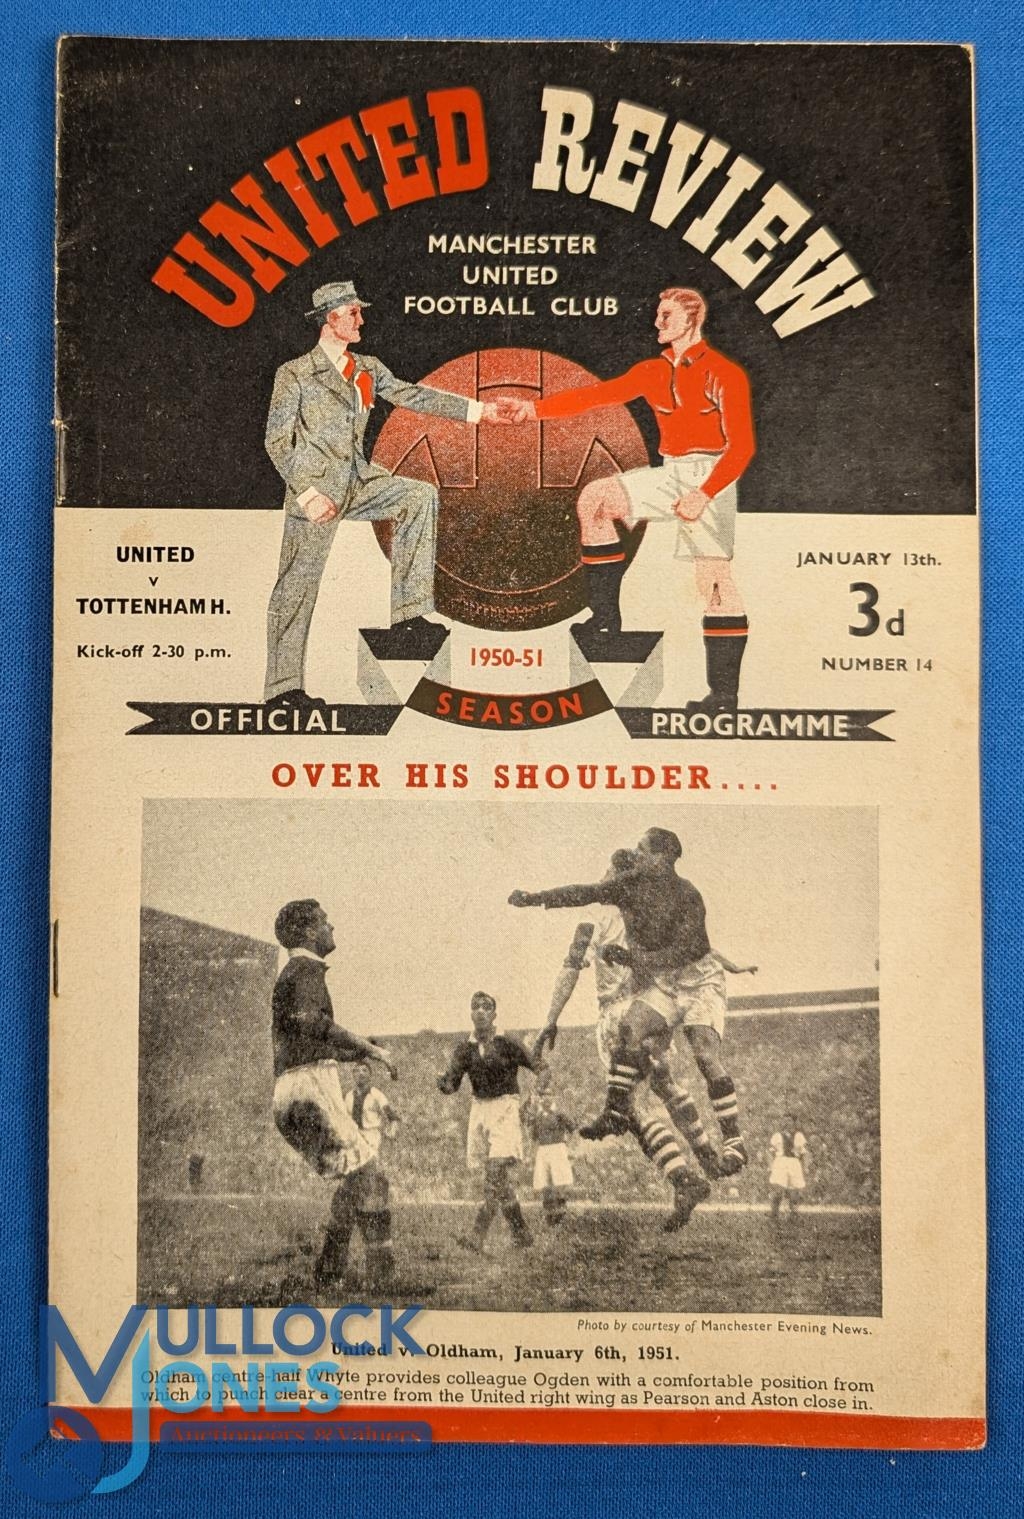 UNITED REVIEW
MANCHESTER
UNITED
FOOTBALL CLUB
UNITED
v
TOTTENHAM H.
Kick-off 2-30 p.m.
JANUARY 13th.
3d
NUMBER 14
1950-51
OFFICIAL SEASON PROGRAMME
OVER HIS SHOULDER....
Photo by courtesy of Manchester Evening News.
United v. Oldham, January 6th, 1951.
Oldham centre-half Whyte provides colleague Ogden with a comfortable position from
which to punch clear a centre from the United right wing as Pearson and Aston close in.
MULLOCK
JONES
Auctioneers & Valuers